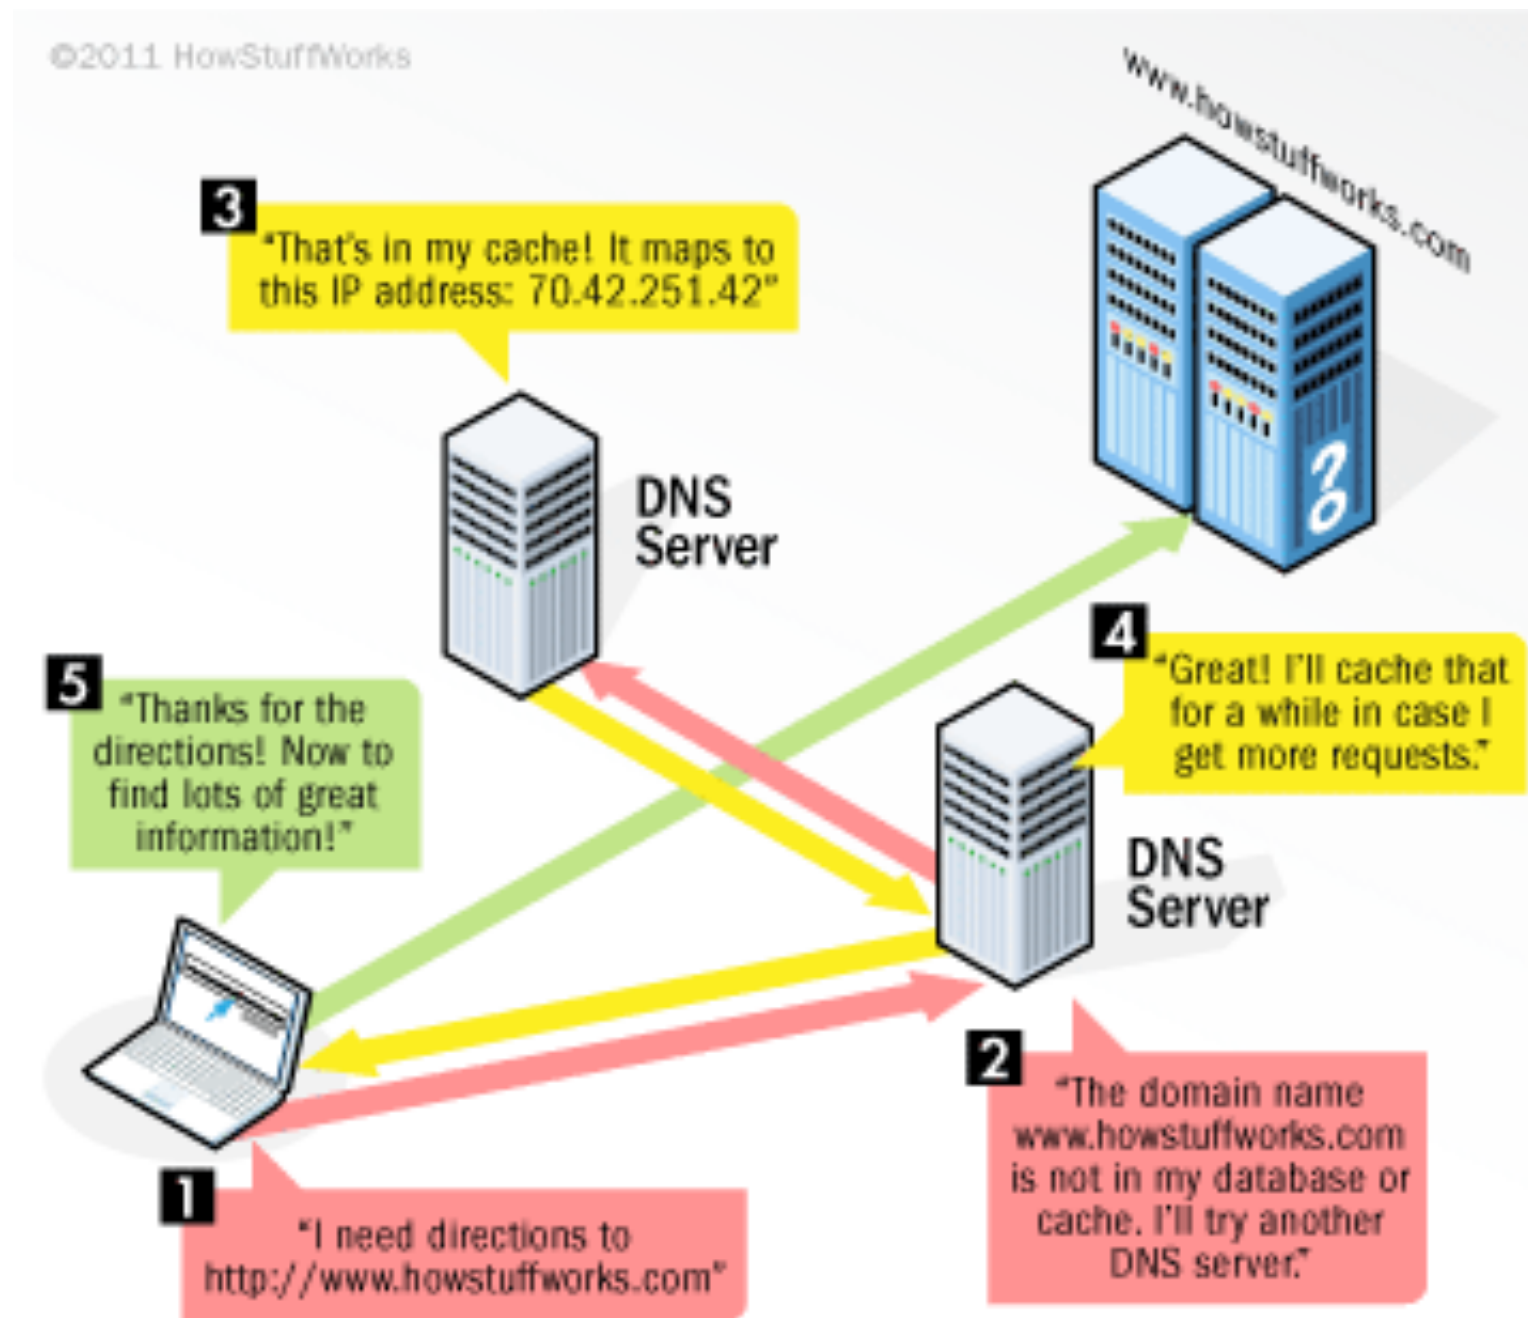 ©2011 HowStuffWorks
www.howstuffworks.com
3
"That's in my cache! It maps to
this IP address: 70.42.251.42"
DNS
Server
4
"Great! I'll cache that
for a while in case I
get more requests."
5
"Thanks for the
directions! Now to
find lots of great
information!"
DNS
Server
2
"The domain name
www.howstuffworks.com
is not in my database or
cache. I'll try another
DNS server."
1
"I need directions to
http://www.howstuffworks.com"
?